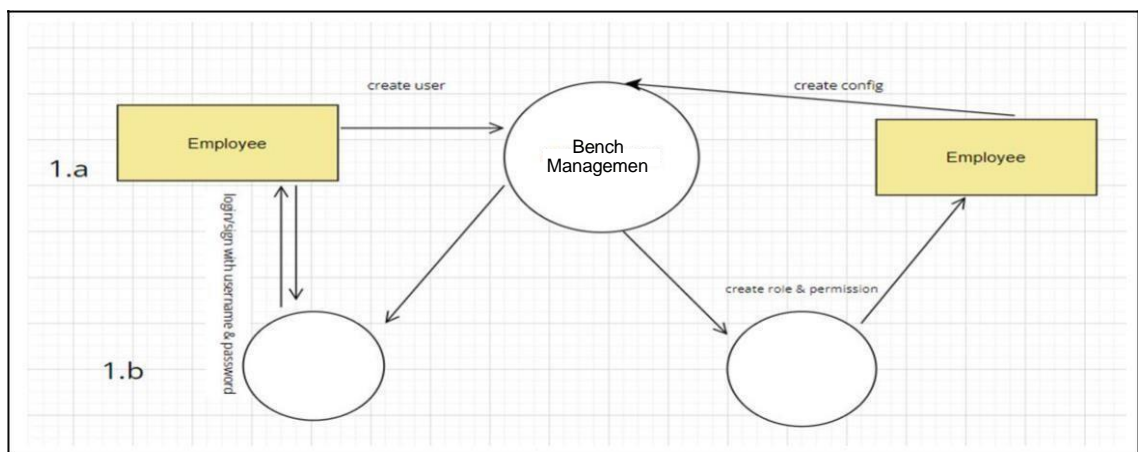 create user
create config
Employee
Bench
Managemen
Employee
1.a
login/sign with username & password
create role & permission
1.b